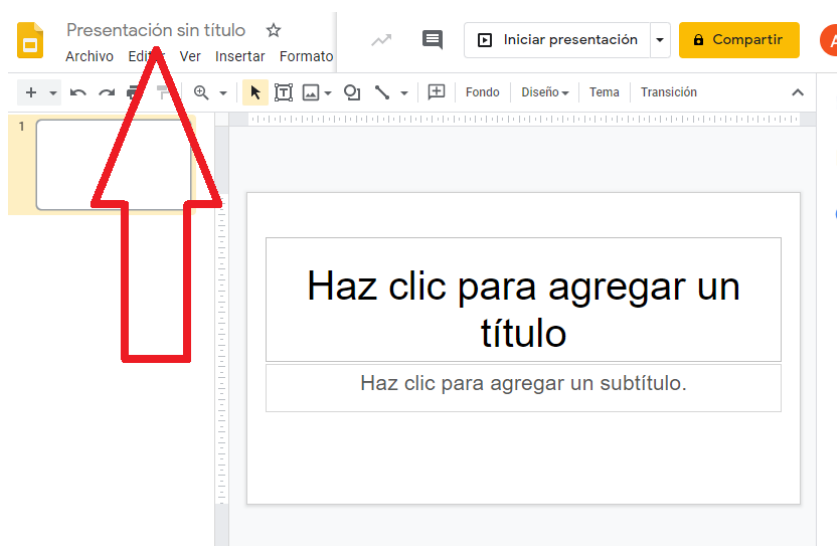 Presentación sin título
Archivo Editar Ver Insertar Formato
Iniciar presentación Compartir
Fondo Diseño Tema Transición
1
Haz clic para agregar un
título
Haz clic para agregar un subtítulo.